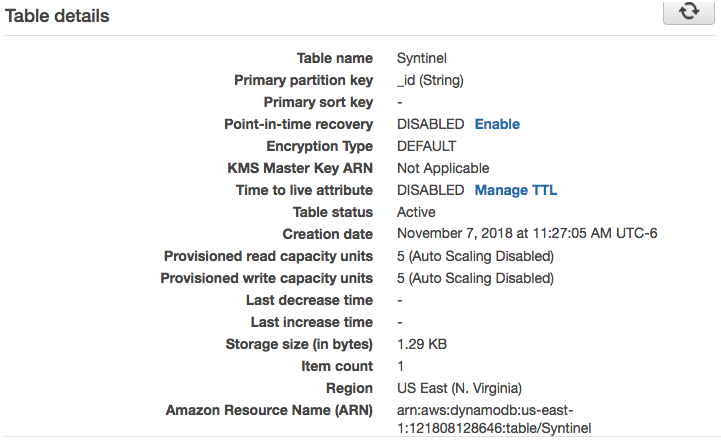 Table details
Table name Syntinel
Primary partition key _id (String)
Primary sort key -
Point-in-time recovery DISABLED Enable
Encryption Type DEFAULT
KMS Master Key ARN Not Applicable
Time to live attribute DISABLED Manage TTL
Table status Active
Creation date November 7, 2018 at 11:27:05 AM UTC-6
Provisioned read capacity units 5 (Auto Scaling Disabled)
Provisioned write capacity units 5 (Auto Scaling Disabled)
Last decrease time -
Last increase time -
Storage size (in bytes) 1.29 KB
Item count 1
Region US East (N. Virginia)
Amazon Resource Name (ARN) arn:aws:dynamodb:us-east-
1:121808128646:table/Syntinel